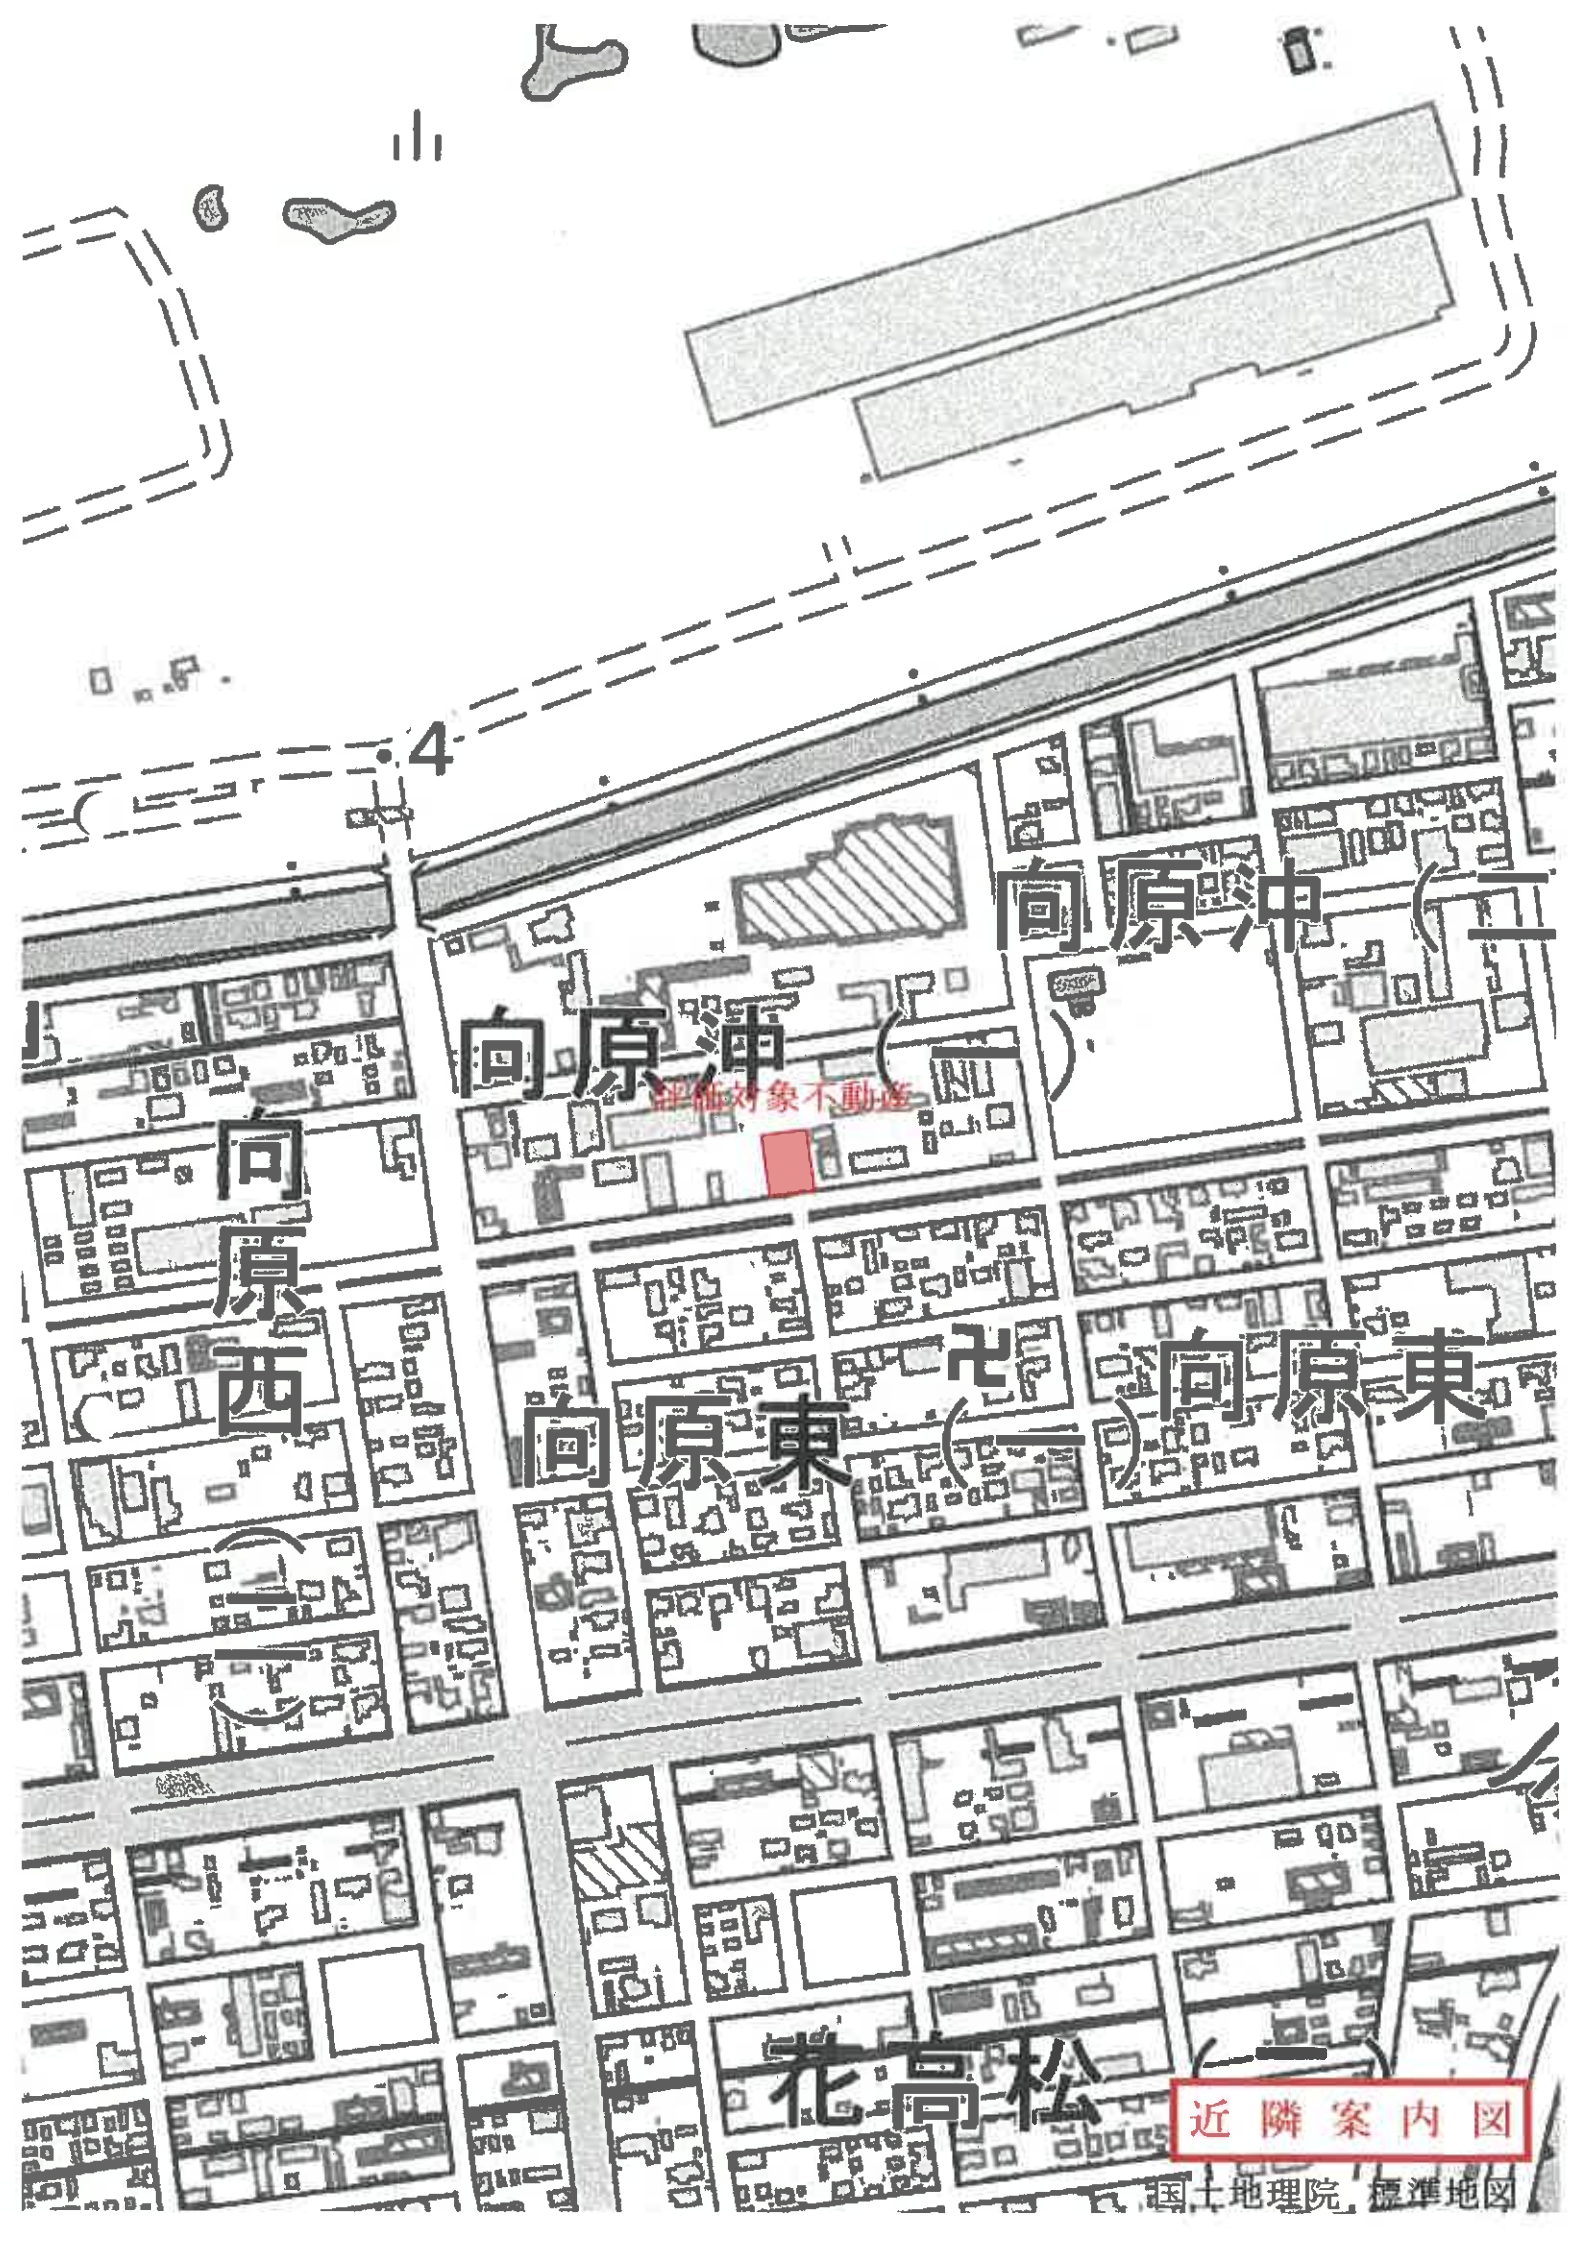 4
向原沖（二
向原沖（一）
評価対象不動産
向原西（二）
向原東（一）
向原東
花高松（一）
近隣案内図
国土地理院 標準地図